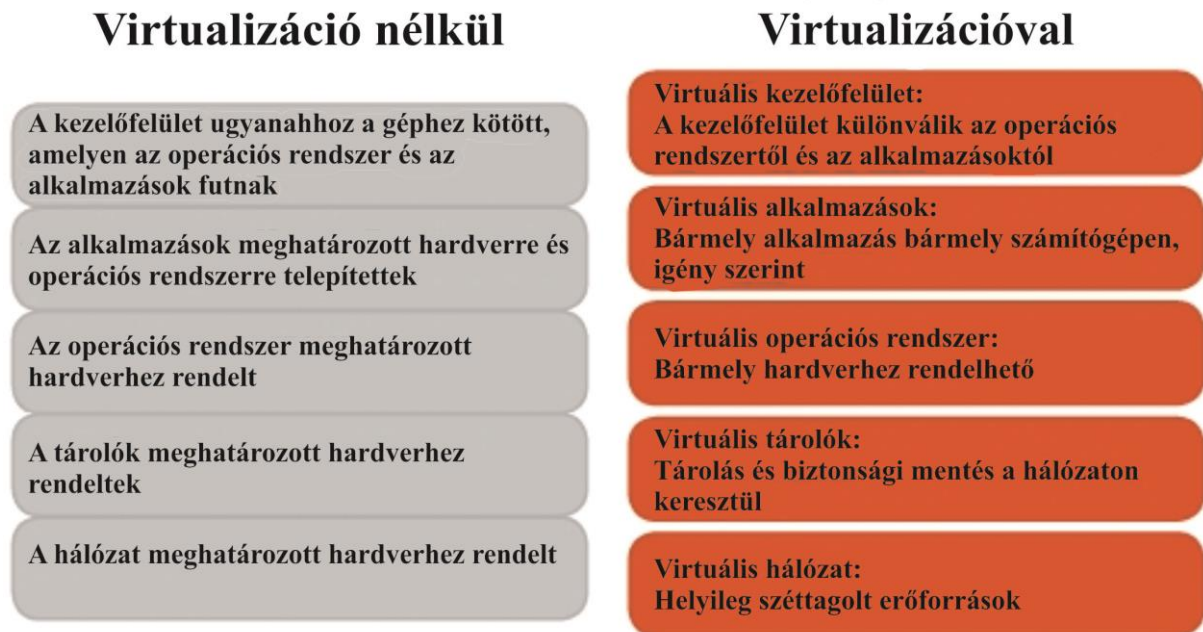 Virtualizáció nélkül
A kezelőfelület ugyanahhoz a géphez kötött,
amelyen az operációs rendszer és az
alkalmazások futnak
Az alkalmazások meghatározott hardverre és
operációs rendszerre telepítettek
Az operációs rendszer meghatározott
hardverhez rendelt
A tárolók meghatározott hardverhez
rendeltek
A hálózat meghatározott hardverhez rendelt
Virtualizációval
Virtuális kezelőfelület:
A kezelőfelület különválik az operációs
rendszertől és az alkalmazásoktól
Virtuális alkalmazások:
Bármely alkalmazás bármely számítógépen,
igény szerint
Virtuális operációs rendszer:
Bármely hardverhez rendelhető
Virtuális tárolók:
Tárolás és biztonsági mentés a hálózaton
keresztül
Virtuális hálózat:
Helyileg széttagolt erőforrások